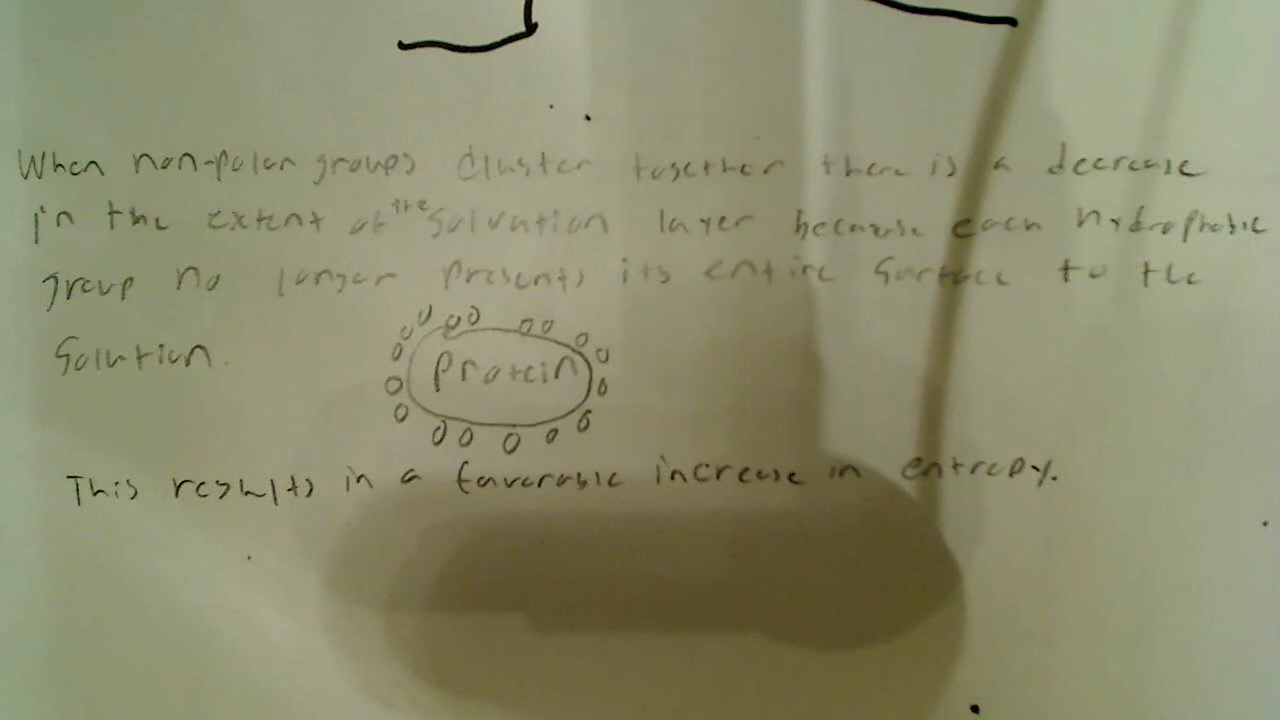 When non-polar groups cluster together there is a decrease
in the extent of the solvation layer because each hydrophobic
group no longer presents its entire surface to the
solution.
Protein
This results in a favorable increase in entropy.